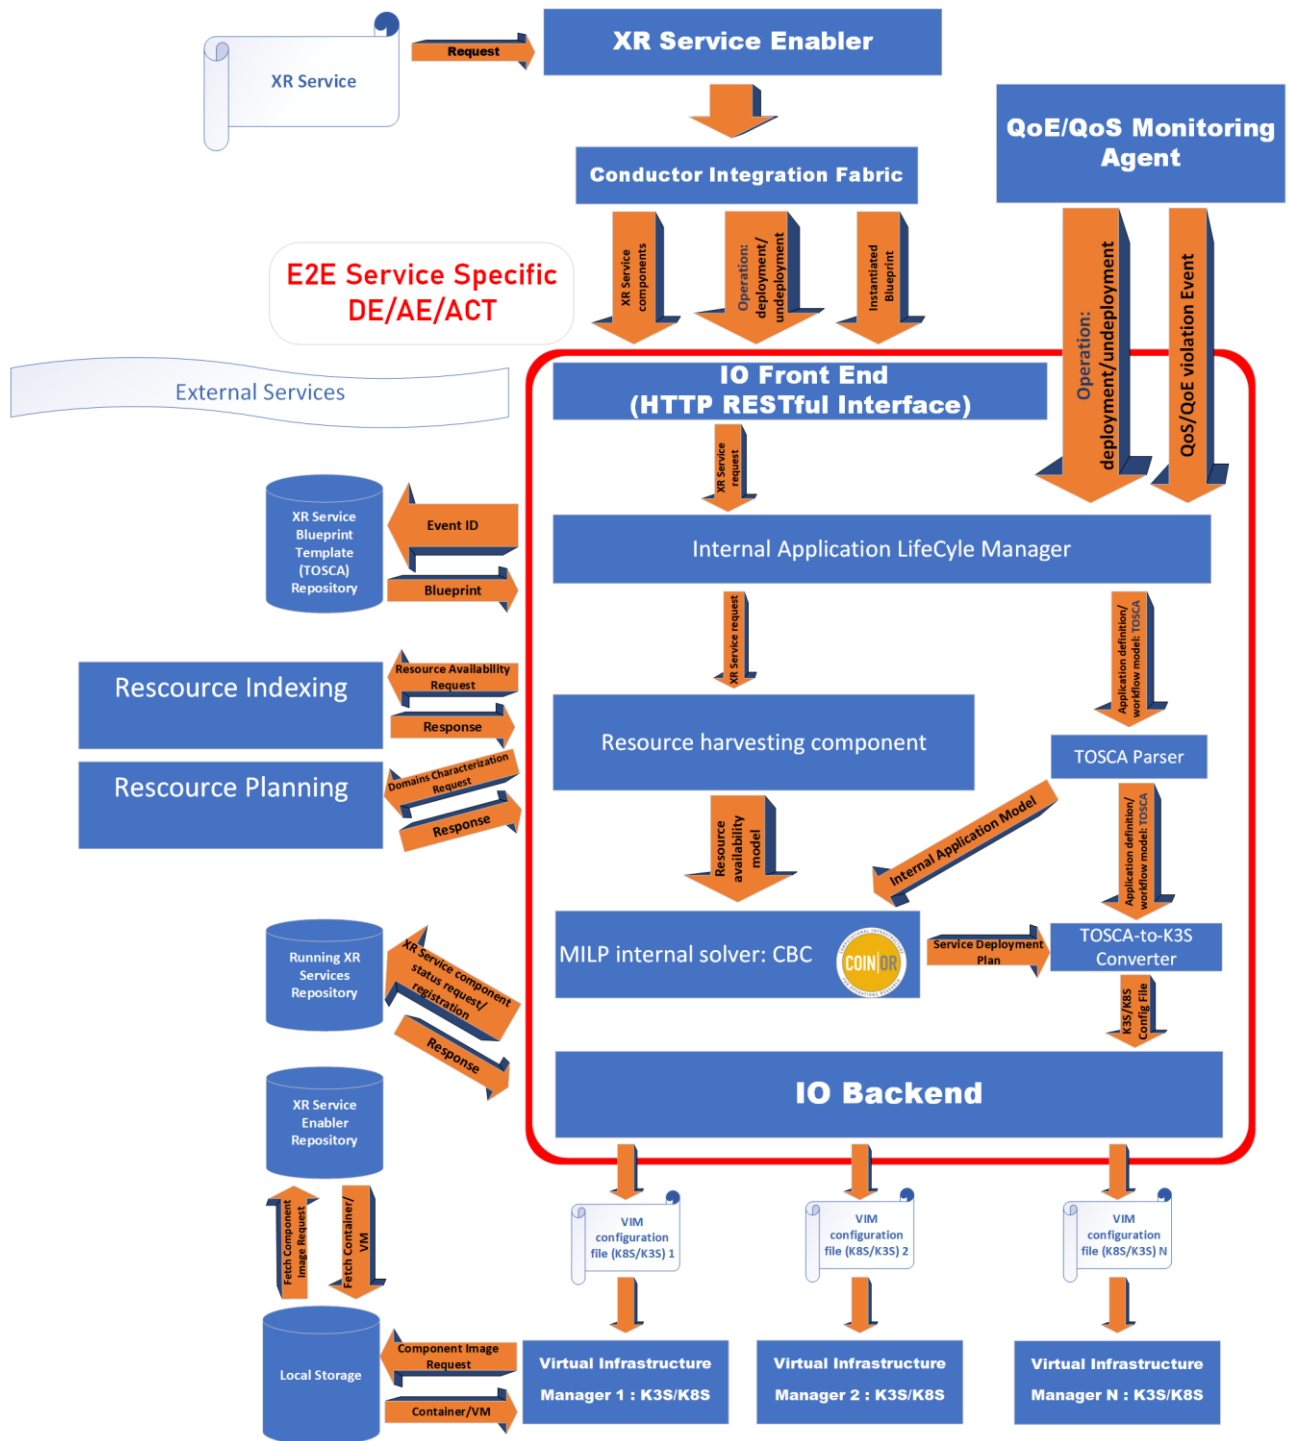 XR Service
Request
XR Service Enabler
QoE/QoS Monitoring
Agent
Conductor Integration Fabric
XR Service
components
Operation:
deployment/
undeployment
Instantiated
Blueprint
Operation:
deployment/undeployment
QoS/QoE violation Event
E2E Service Specific
DE/AE/ACT
External Services
IO Front End
(HTTP RESTful Interface)
XR Service
request
XR Service
Blueprint
Template
(TOSCA)
Repository
Event ID
Blueprint
Internal Application LifeCyle Manager
XR Service request
Application definition/
workflow model: TOSCA
Rescource Indexing
Resource Availability
Request
Response
Rescource Planning
Domains Characterization
Request
Response
Resource harvesting component
TOSCA Parser
Resource
availability
model
Internal Application Model
Application definition/
workflow model: TOSCA
MILP internal solver: CBC
COIN|OR
Service Deployment
Plan
TOSCA-to-K3S
Converter
K3S/K8S
Config File
Running XR
Services
Repository
XR Service component
status request/
registration
Response
IO Backend
XR Service
Enabler
Repository
Fetch Component
Image Request
Fetch Container/
VM
VIM
configuration
file (K8S/K3S) 1
VIM
configuration
file (K8S/K3S) 2
VIM
configuration
file (K8S/K3S) N
Local Storage
Component Image
Request
Container/VM
Virtual Infrastructure
Manager 1 : K3S/K8S
Virtual Infrastructure
Manager 2 : K3S/K8S
Virtual Infrastructure
Manager N : K3S/K8S